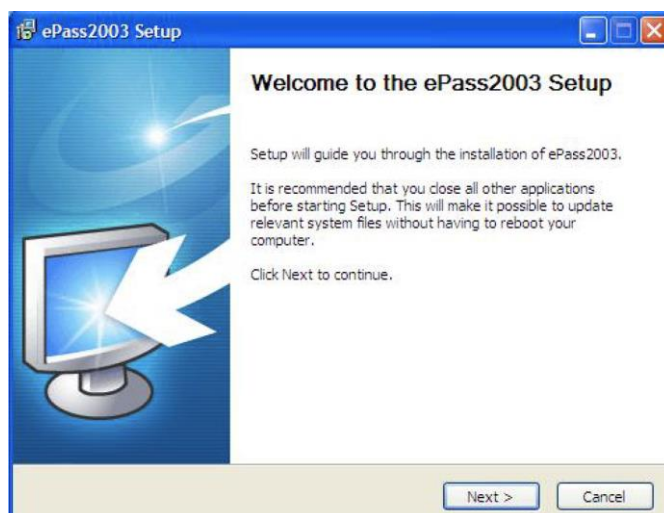 ePass2003 Setup
Welcome to the ePass2003 Setup
Setup will guide you through the installation of ePass2003.
It is recommended that you close all other applications
before starting Setup. This will make it possible to update
relevant system files without having to reboot your
computer.
Click Next to continue.
Next >
Cancel